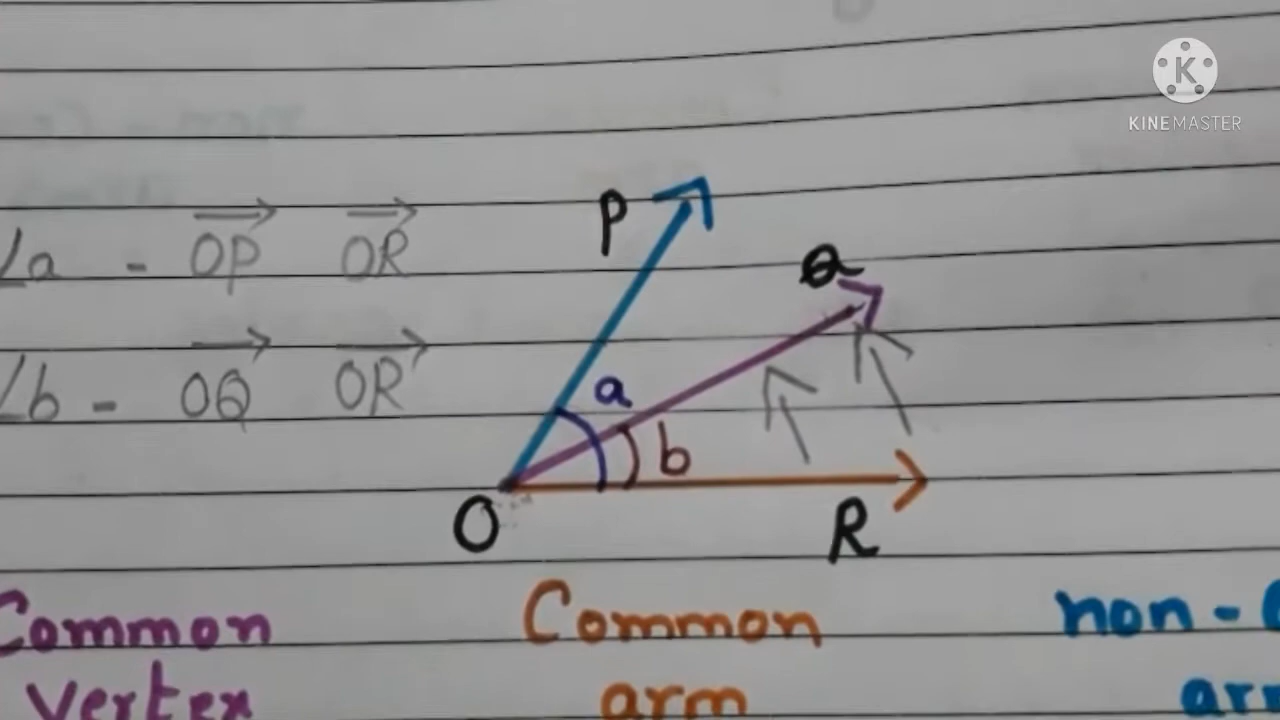 KINEMASTER
P
Q
∠a - OP OR
a
∠b - OQ OR
b
O
R
Common Common non-
vertex arm